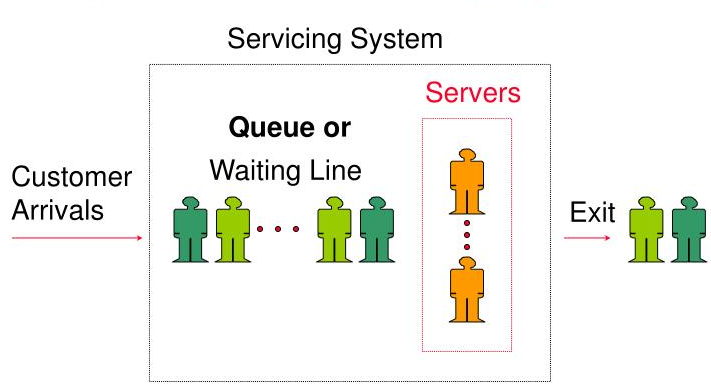 Servicing System
Servers
Queue or
Waiting Line
Customer
Arrivals
Exit